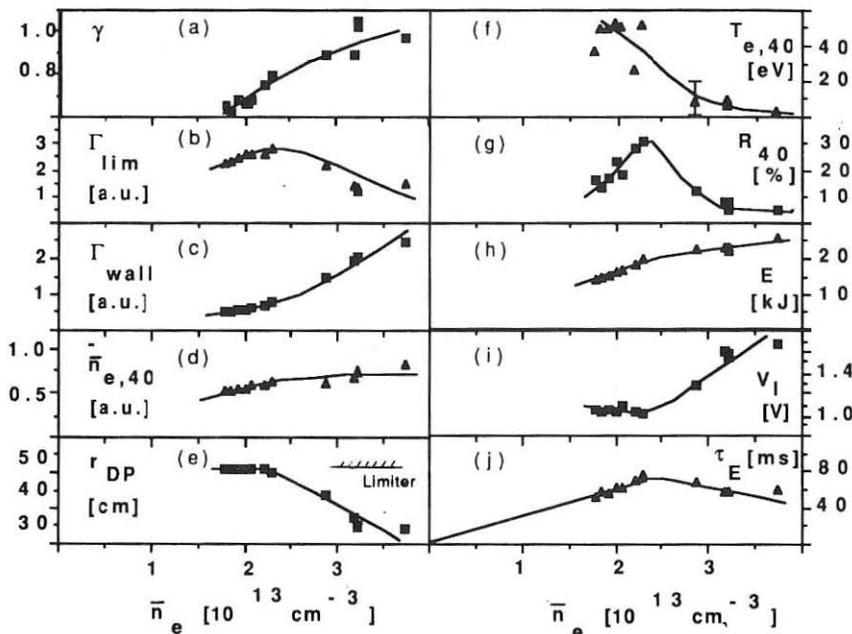 1.0
0.8
γ
(a)
3
2
1
Γ lim
[a.u.]
(b)
2
1
Γ wall
[a.u.]
(c)
1.0
0.5
n̄ e,40
[a.u.]
(d)
50
40
30
r DP
[cm]
(e)
Limiter
1 2 3
n̄ e [10 13 cm -3 ]
(f)
T e,40
[eV]
40
20
(g)
R 40
[%]
30
20
10
(h)
E
[kJ]
20
10
(i)
V l
[V]
1.4
1.0
(j)
τ E [ms]
80
40
1 2 3
n̄ e [10 13 cm -3 ]